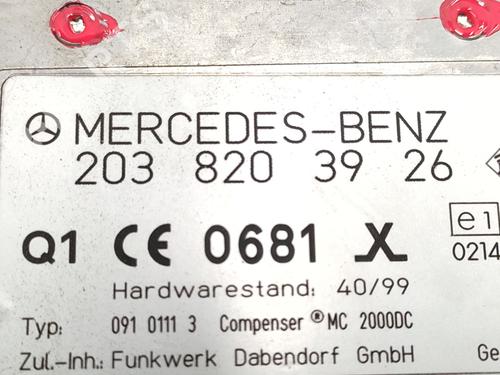 MERCEDES-BENZ
203 820 39 26
Q1 CE 0681 X
e1
0214
Hardwarestand: 40/99
Typ: 091 0111 3 Compenser ® MC 2000DC
Zul.-Inh.: Funkwerk Dabendorf GmbH Ge